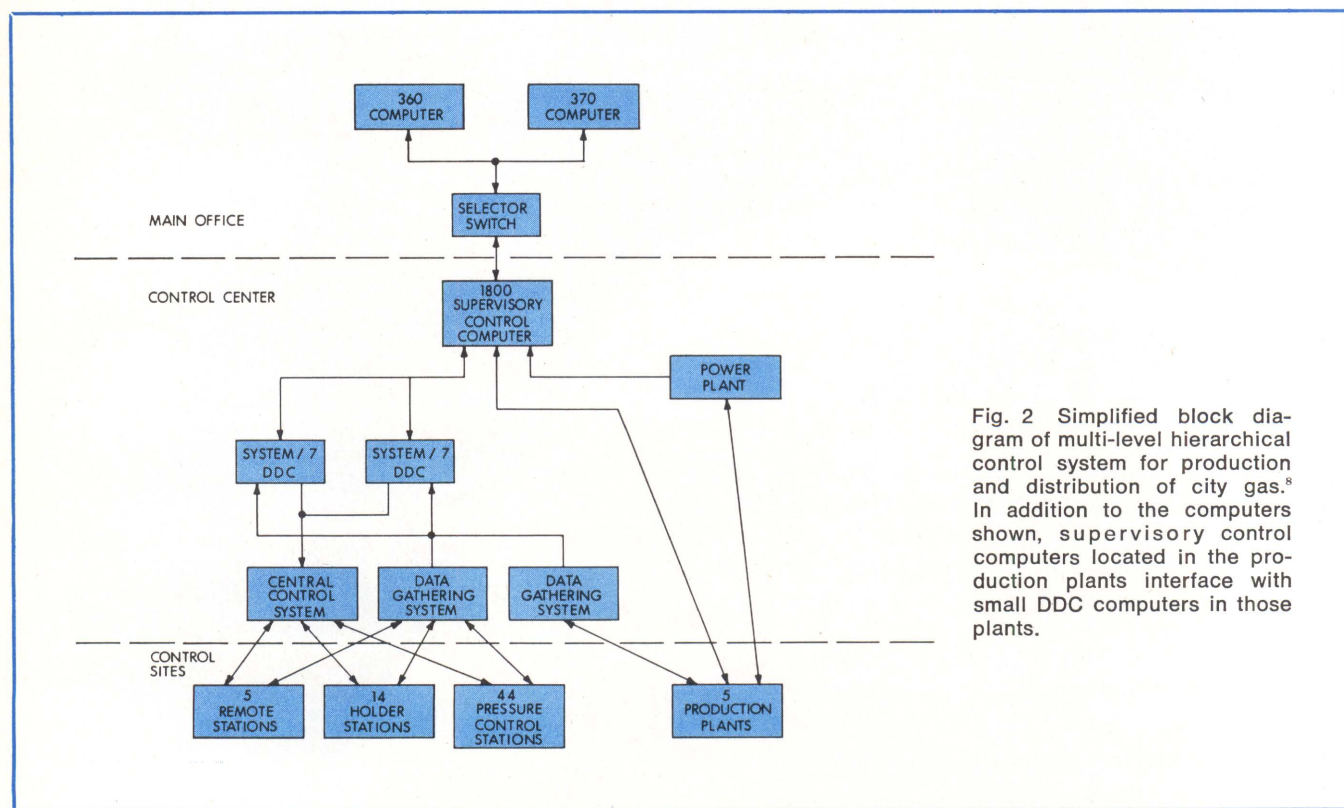 360
COMPUTER
370
COMPUTER
SELECTOR
SWITCH
MAIN OFFICE
CONTROL CENTER
1800
SUPERVISORY
CONTROL
COMPUTER
POWER
PLANT
SYSTEM / 7
DDC
SYSTEM / 7
DDC
CENTRAL
CONTROL
SYSTEM
DATA
GATHERING
SYSTEM
DATA
GATHERING
SYSTEM
CONTROL
SITES
5
REMOTE
STATIONS
14
HOLDER
STATIONS
44
PRESSURE
CONTROL
STATIONS
5
PRODUCTION
PLANTS
Fig. 2 Simplified block dia-
gram of multi-level hierarchical
control system for production
and distribution of city gas.⁸
In addition to the computers
shown, supervisory control
computers located in the pro-
duction plants interface with
small DDC computers in those
plants.